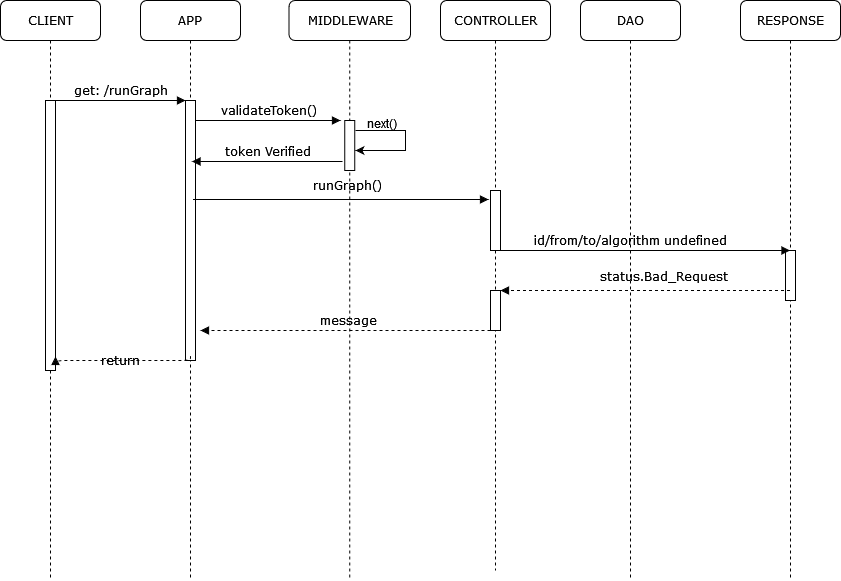 CLIENT
APP
MIDDLEWARE
CONTROLLER
DAO
RESPONSE
get: /runGraph
validateToken()
next()
token Verified
runGraph()
id/from/to/algorithm undefined
status.Bad_Request
message
return